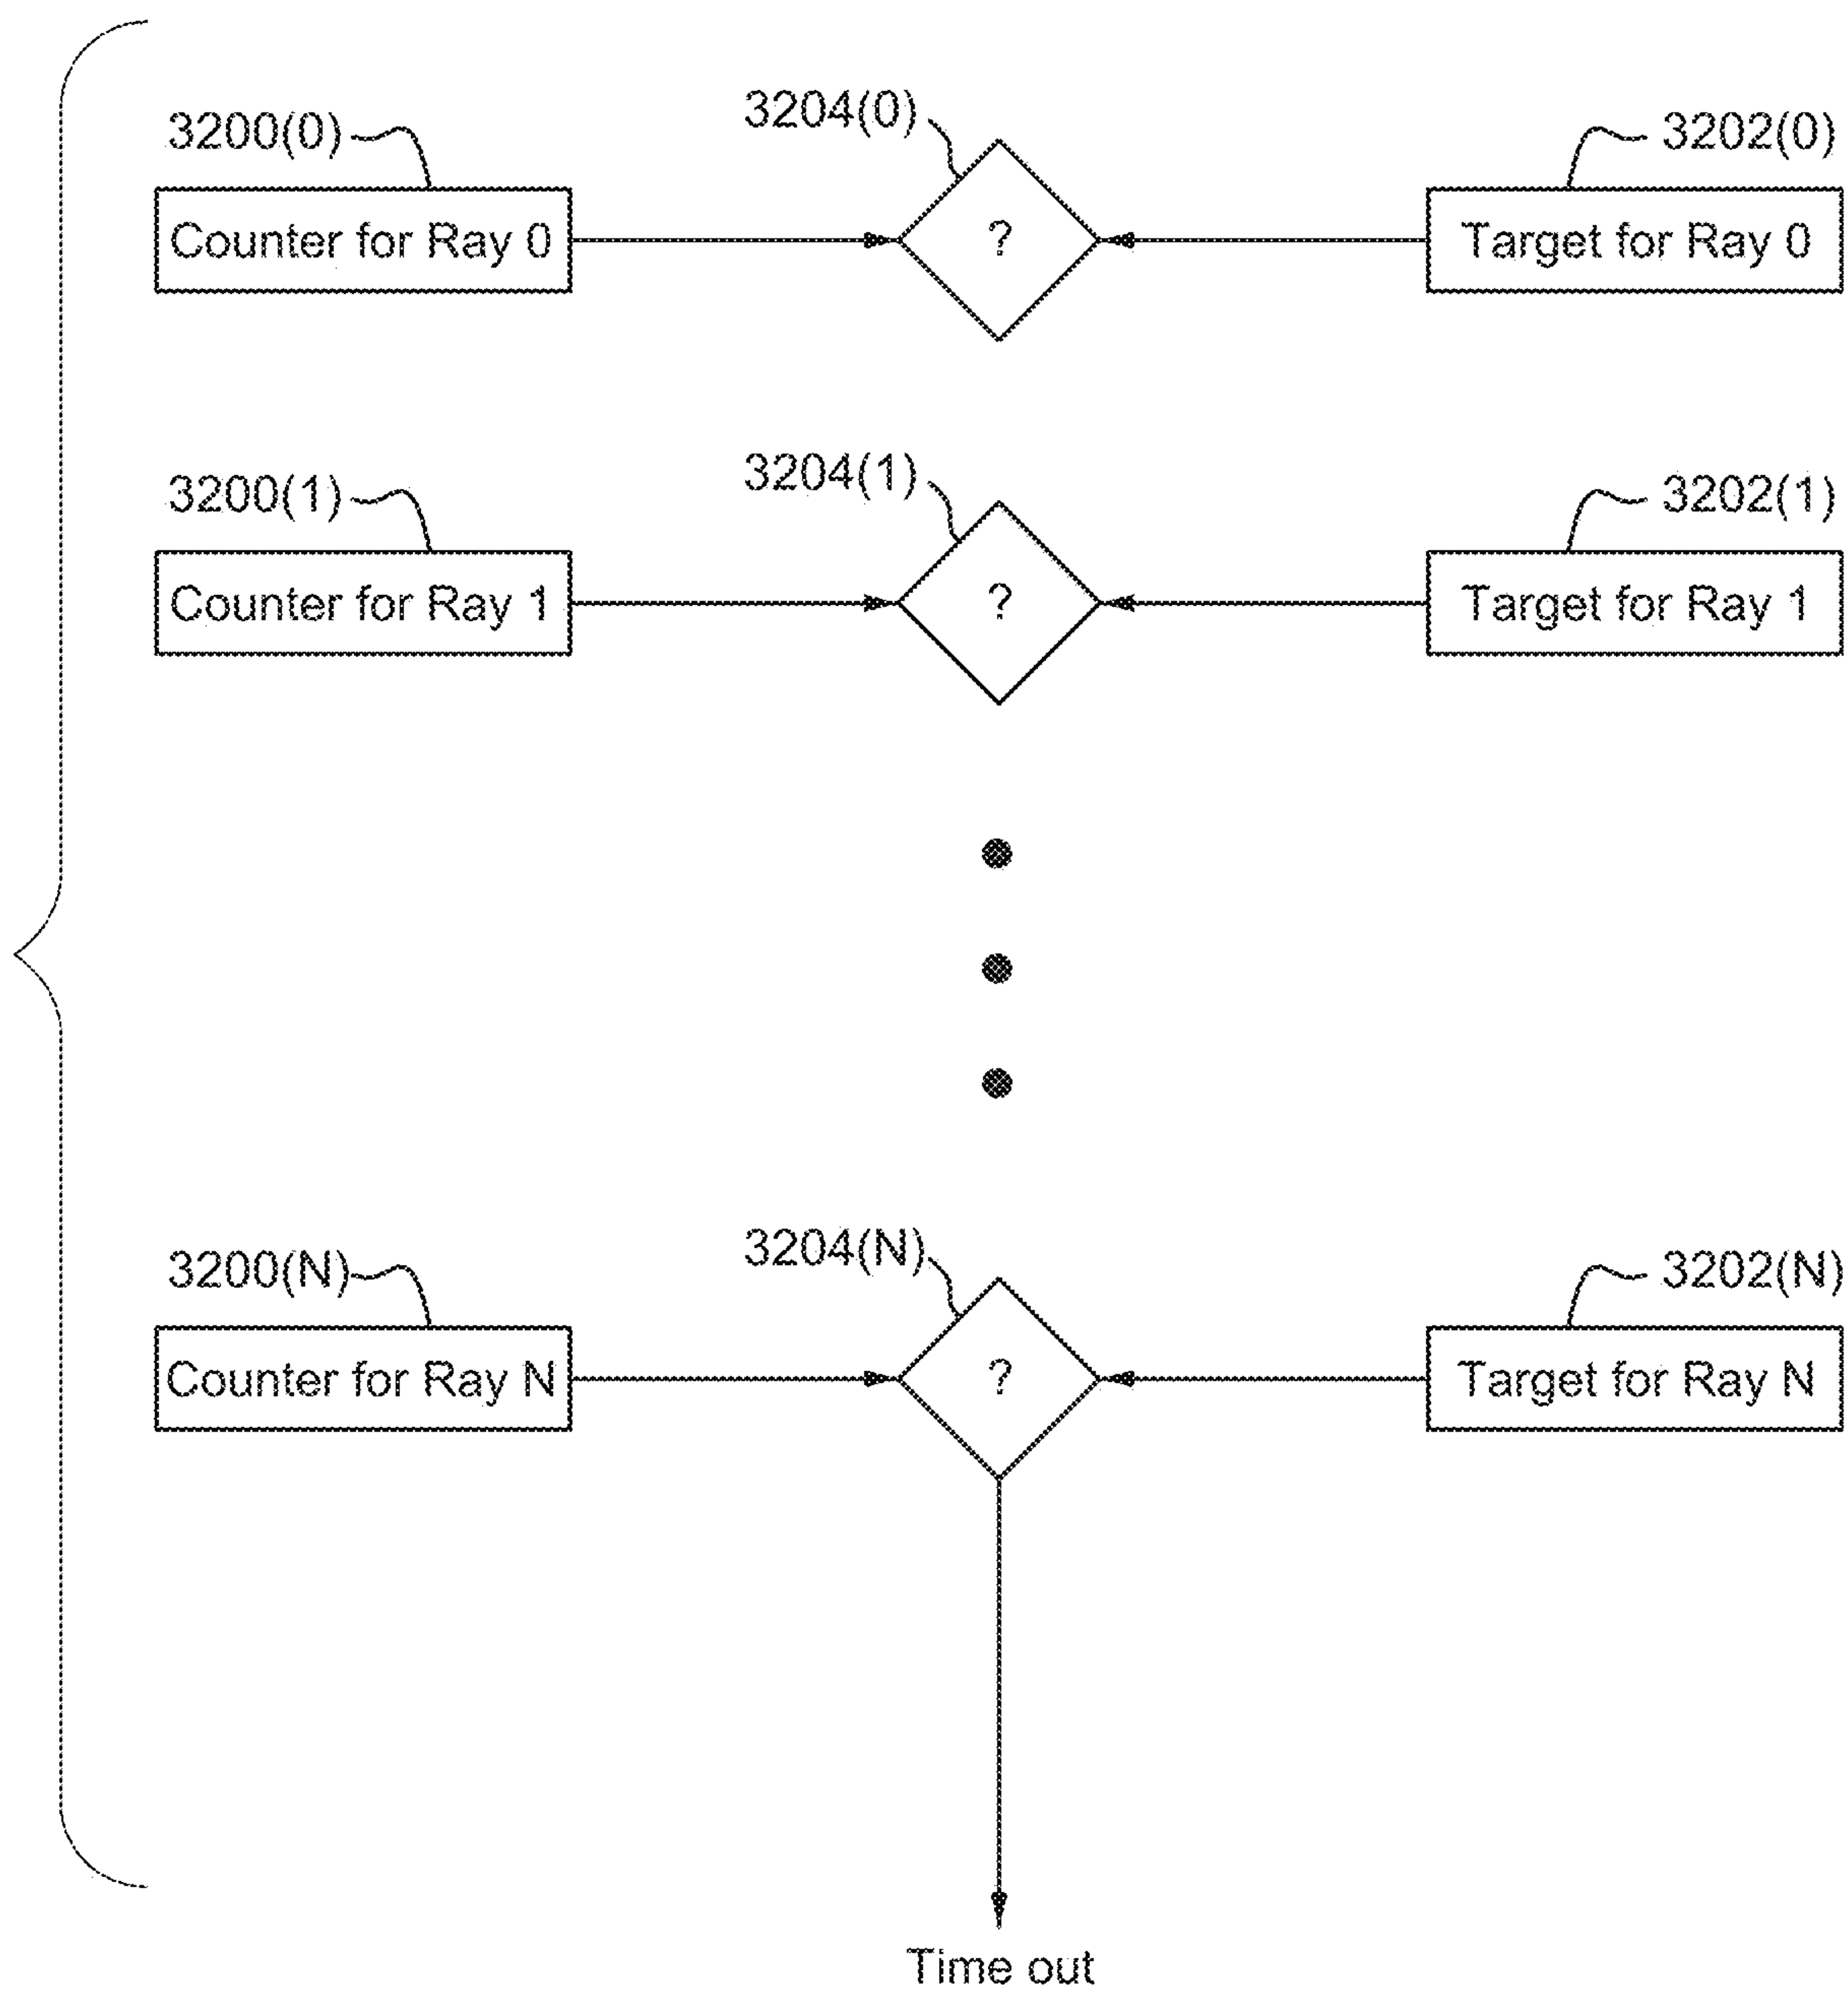 3200(0)
3204(0)
3202(0)
Counter for Ray 0
?
Target for Ray 0
3200(1)
3204(1)
3202(1)
Counter for Ray 1
?
Target for Ray 1
3200(N)
3204(N)
3202(N)
Counter for Ray N
?
Target for Ray N
Time out